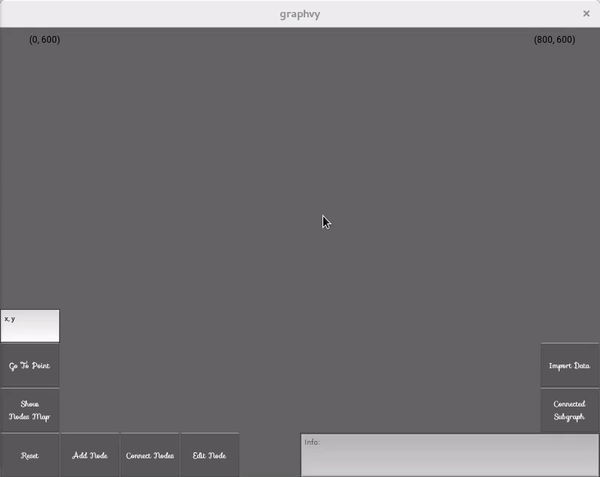 graphvy
(0, 600)
(800, 600)
x, y
Go To Point
Import Data
Show
Nodes Map
Connected
Subgraph
Reset
Add Node
Connect Nodes
Edit Node
Info: